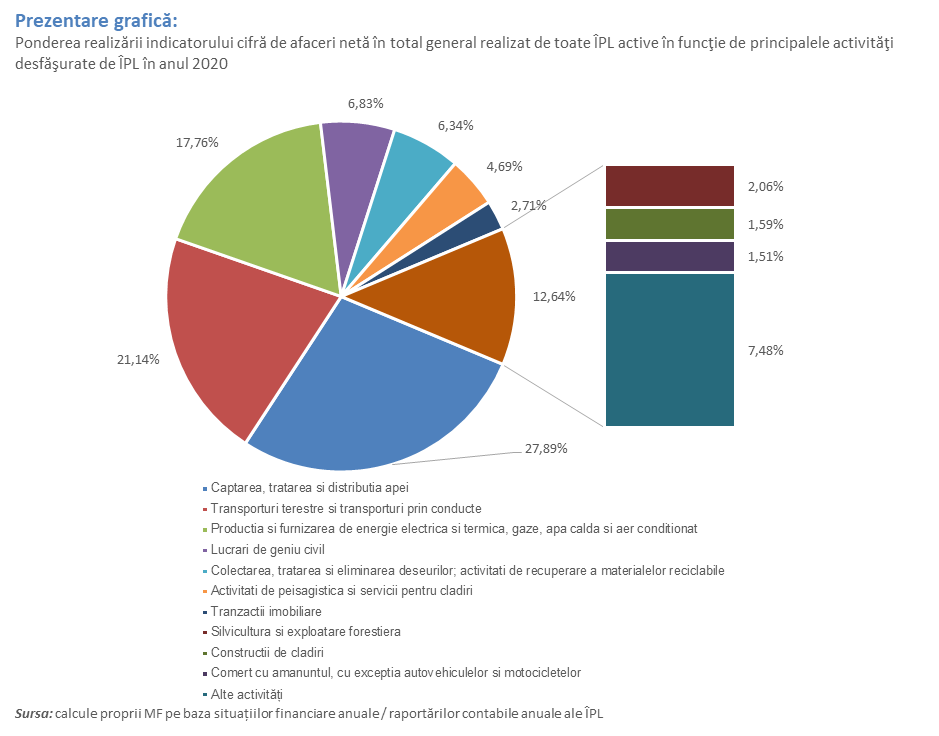 Prezentare grafică:
Ponderea realizării indicatorului cifră de afaceri netă în total general realizat de toate ÎPL active în funcţie de principalele activităţi
desfăşurate de ÎPL în anul 2020
6,83%
6,34%
17,76%
4,69%
2,71%
2,06%
1,59%
1,51%
12,64%
7,48%
21,14%
27,89%
Captarea, tratarea si distributia apei
Transporturi terestre si transporturi prin conducte
Productia si furnizarea de energie electrica si termica, gaze, apa calda si aer conditionat
Lucrari de geniu civil
Colectarea, tratarea si eliminarea deseurilor; activitati de recuperare a materialelor reciclabile
Activitati de peisagistica si servicii pentru cladiri
Tranzactii imobiliare
Silvicultura si exploatare forestiera
Constructii de cladiri
Comert cu amanuntul, cu exceptia autovehiculelor si motocicletelor
Alte activități
Sursa: calcule proprii MF pe baza situațiilor financiare anuale / raportărilor contabile anuale ale ÎPL